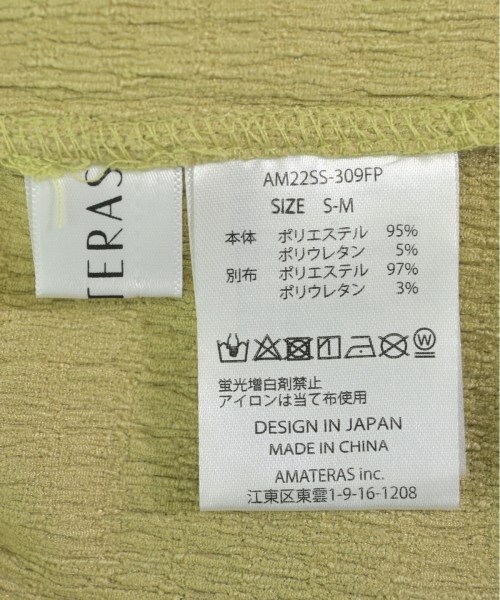 TERAS
AM22SS-309FP
SIZE S-M
本体 ポリエステル 95%
ポリウレタン 5%
別布 ポリエステル 97%
ポリウレタン 3%
W
蛍光増白剤禁止
アイロンは当て布使用
DESIGN IN JAPAN
MADE IN CHINA
AMATERAS inc.
江東区東雲1-9-16-1208